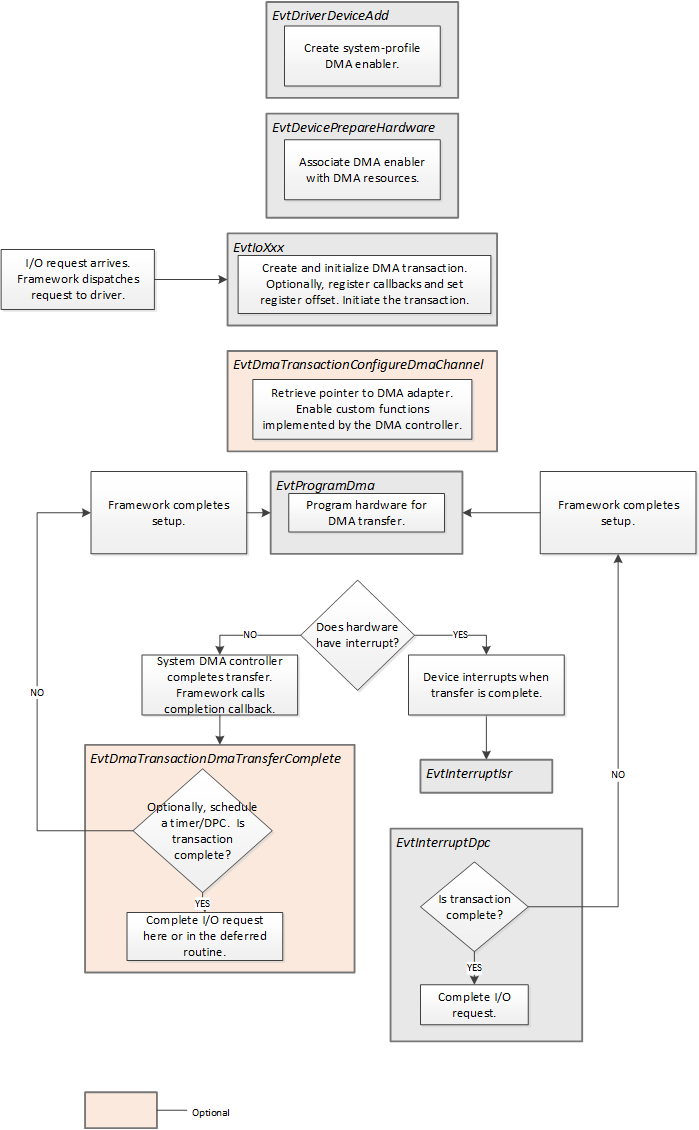 EvtDriverDeviceAdd
Create system-profile
DMA enabler.
EvtDevicePrepareHardware
Associate DMA enabler
with DMA resources.
I/O request arrives.
Framework dispatches
request to driver.
EvtIoXxx
Create and initialize DMA transaction.
Optionally, register callbacks and set
register offset. Initiate the transaction.
EvtDmaTransactionConfigureDmaChannel
Retrieve pointer to DMA adapter.
Enable custom functions
implemented by the DMA controller.
Framework completes
setup.
EvtProgramDma
Program hardware for
DMA transfer.
Framework completes
setup.
Does hardware
have interrupt?
NO
YES
System DMA controller
completes transfer.
Framework calls
completion callback.
Device interrupts when
transfer is complete.
NO
EvtDmaTransactionDmaTransferComplete
Optionally, schedule
a timer/DPC. Is
transaction
complete?
YES
Complete I/O request
here or in the deferred
routine.
EvtInterruptIsr
NO
EvtInterruptDpc
Is transaction
complete?
YES
Complete I/O
request.
Optional